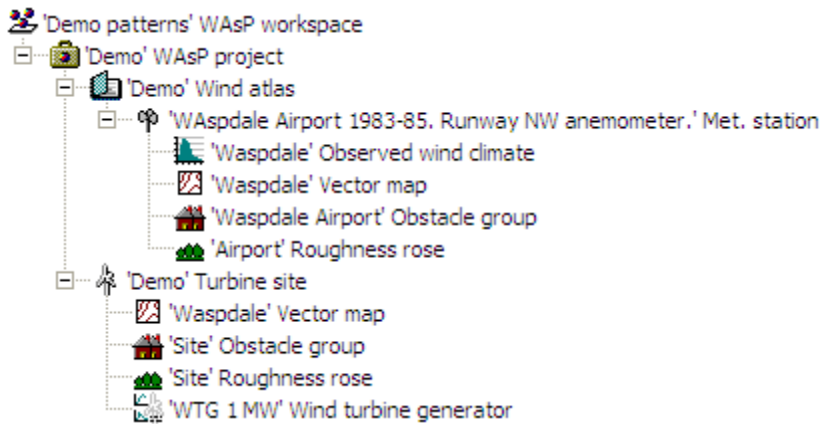 'Demo patterns' WAsP workspace
'Demo' WAsP project
'Demo' Wind atlas
'WAspdale Airport 1983-85. Runway NW anemometer.' Met. station
'Waspdale' Observed wind climate
'Waspdale' Vector map
'Waspdale Airport' Obstacle group
'Airport' Roughness rose
'Demo' Turbine site
'Waspdale' Vector map
'Site' Obstacle group
'Site' Roughness rose
'WTG 1 MW' Wind turbine generator